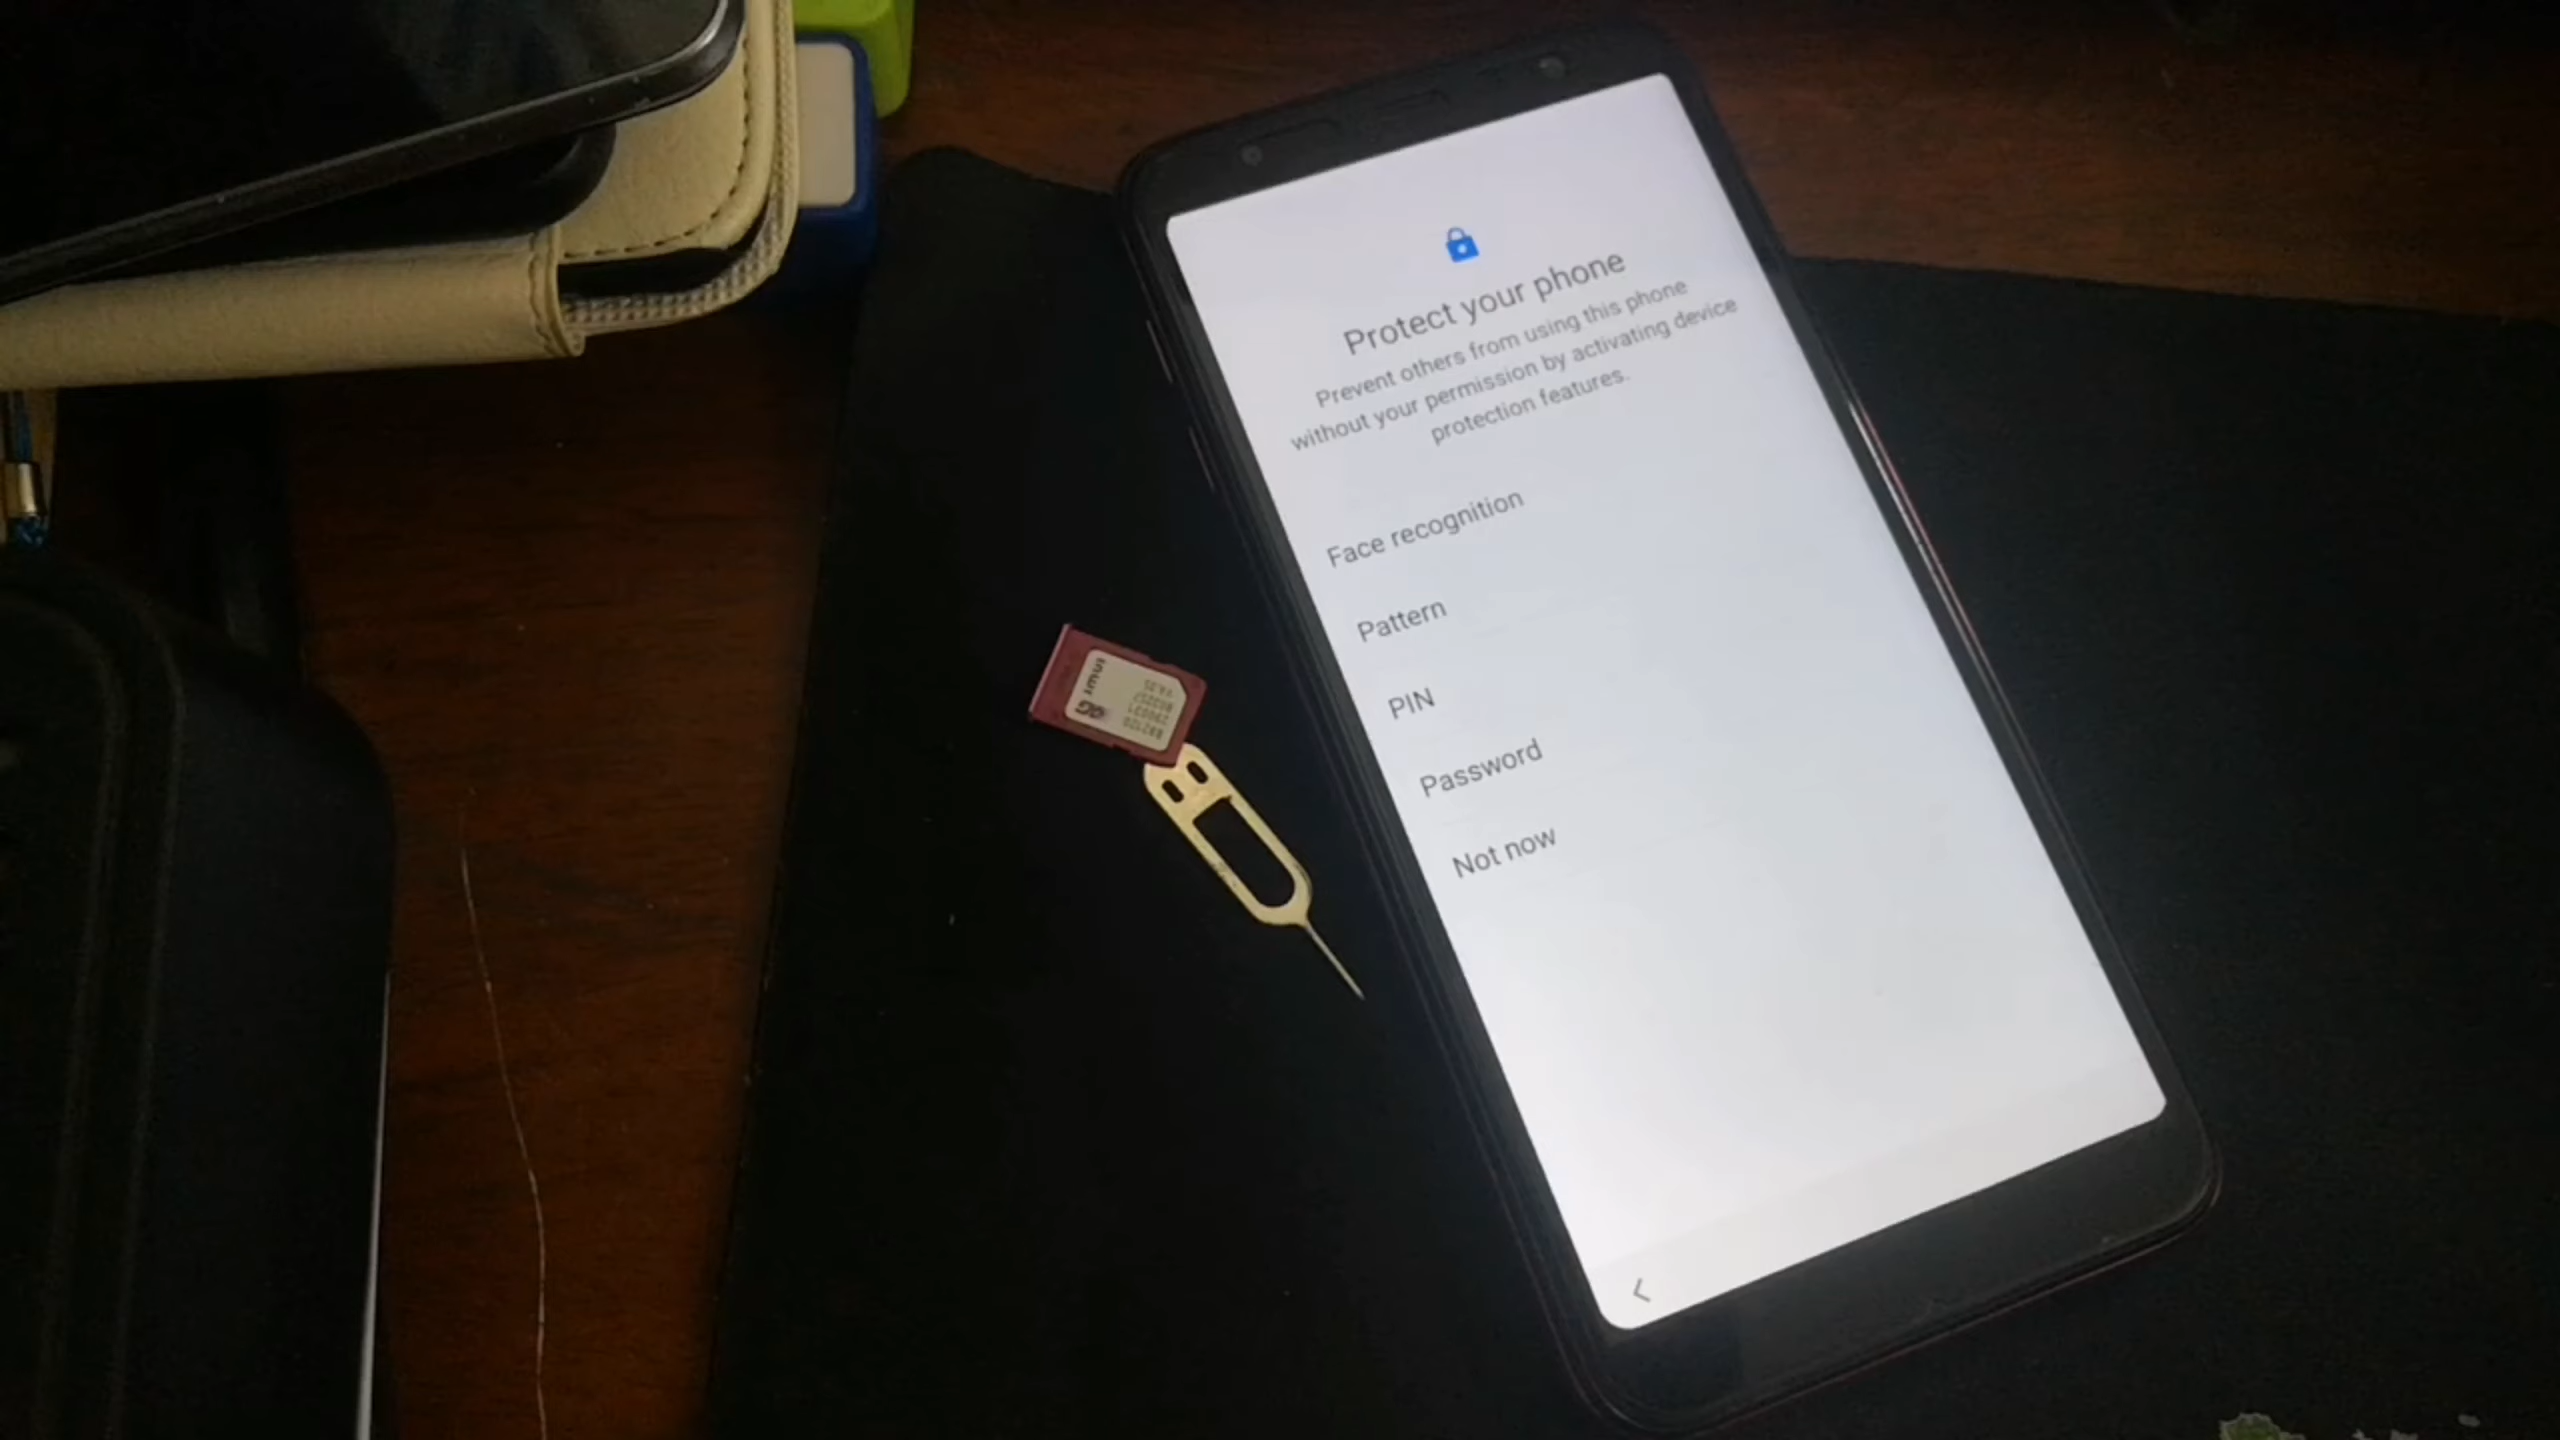 Protect your phone
Prevent others from using this phone
without your permission by activating device
protection features.
Face recognition
Pattern
PIN
Password
Not now